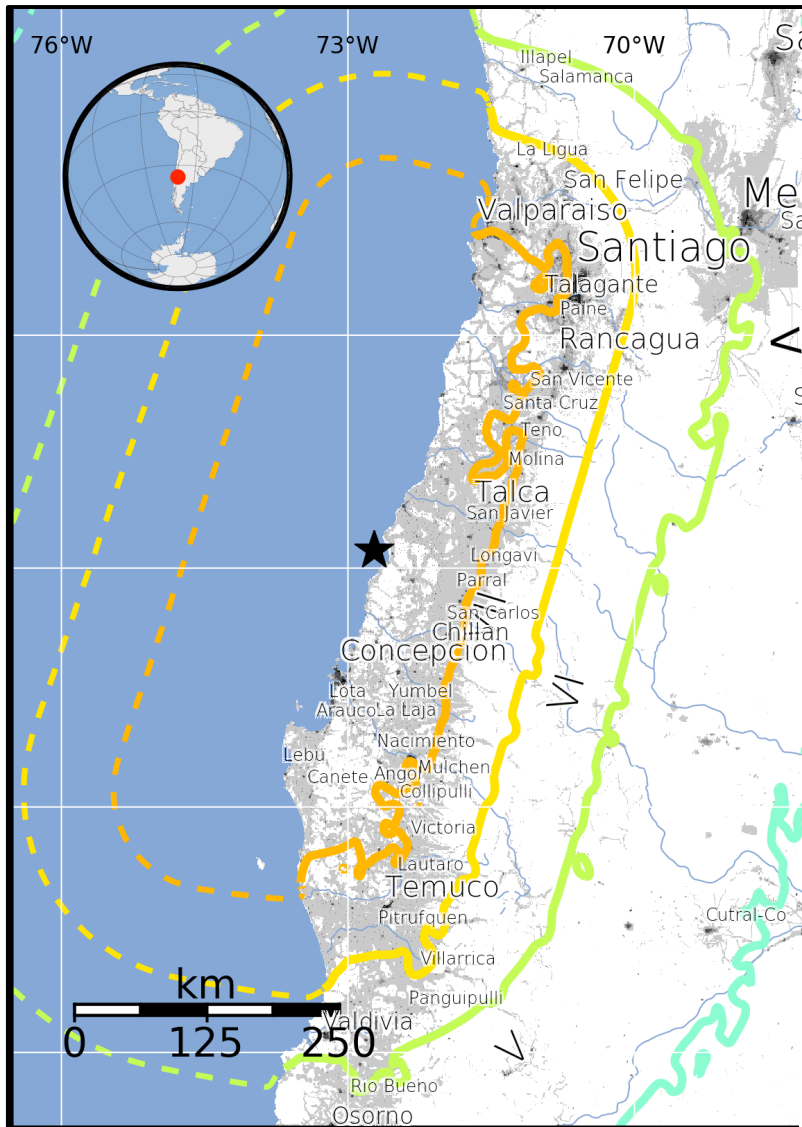 76°W
73°W
70°W
Illapel
Salamanca
La Ligua
San Felipe
Me
Sa
Valparaiso
Santiago
Talagante
Paine
Rancagua
V
San Vicente
Santa Cruz
Teno
Molina
Talca
San Javier
Longavi
Parral
San Carlos
VII
Chillan
Concepcion
VI
Lota
Yumbel
Arauco
La Laja
Nacimiento
Lebu
Canete
Ango
Mulchen
Collipulli
Victoria
Lautaro
Temuco
Pitrufquen
Cutral-Co
Villarrica
km
Panguipulli
Valdivia
0
125
250
V
Rio Bueno
Osorno